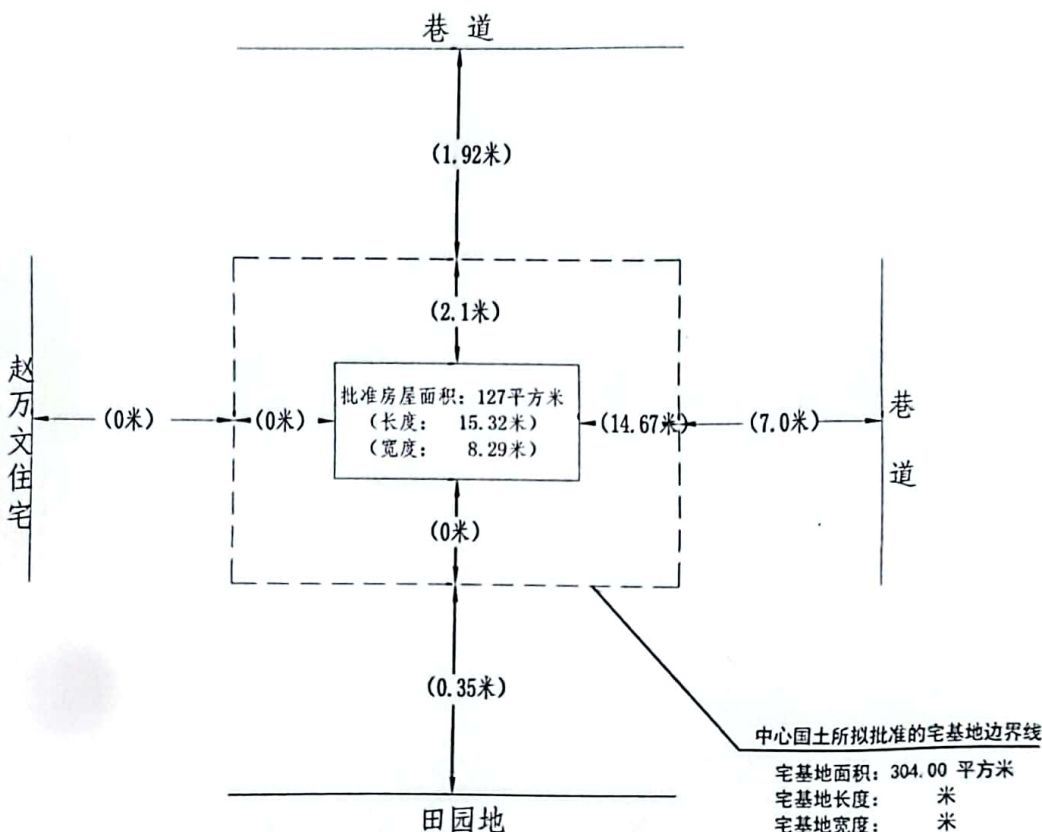 巷 道
(1.92米)
(2.1米)
赵万文住宅
(0米)
(0米)
批准房屋面积：127平方米
(长度： 15.32米)
(宽度： 8.29米)
(14.67米)
(7.0米)
巷道
(0米)
(0.35米)
中心国土所拟批准的宅基地边界线
宅基地面积：304.00 平方米
宅基地长度： 米
宅基地宽度： 米
田园地